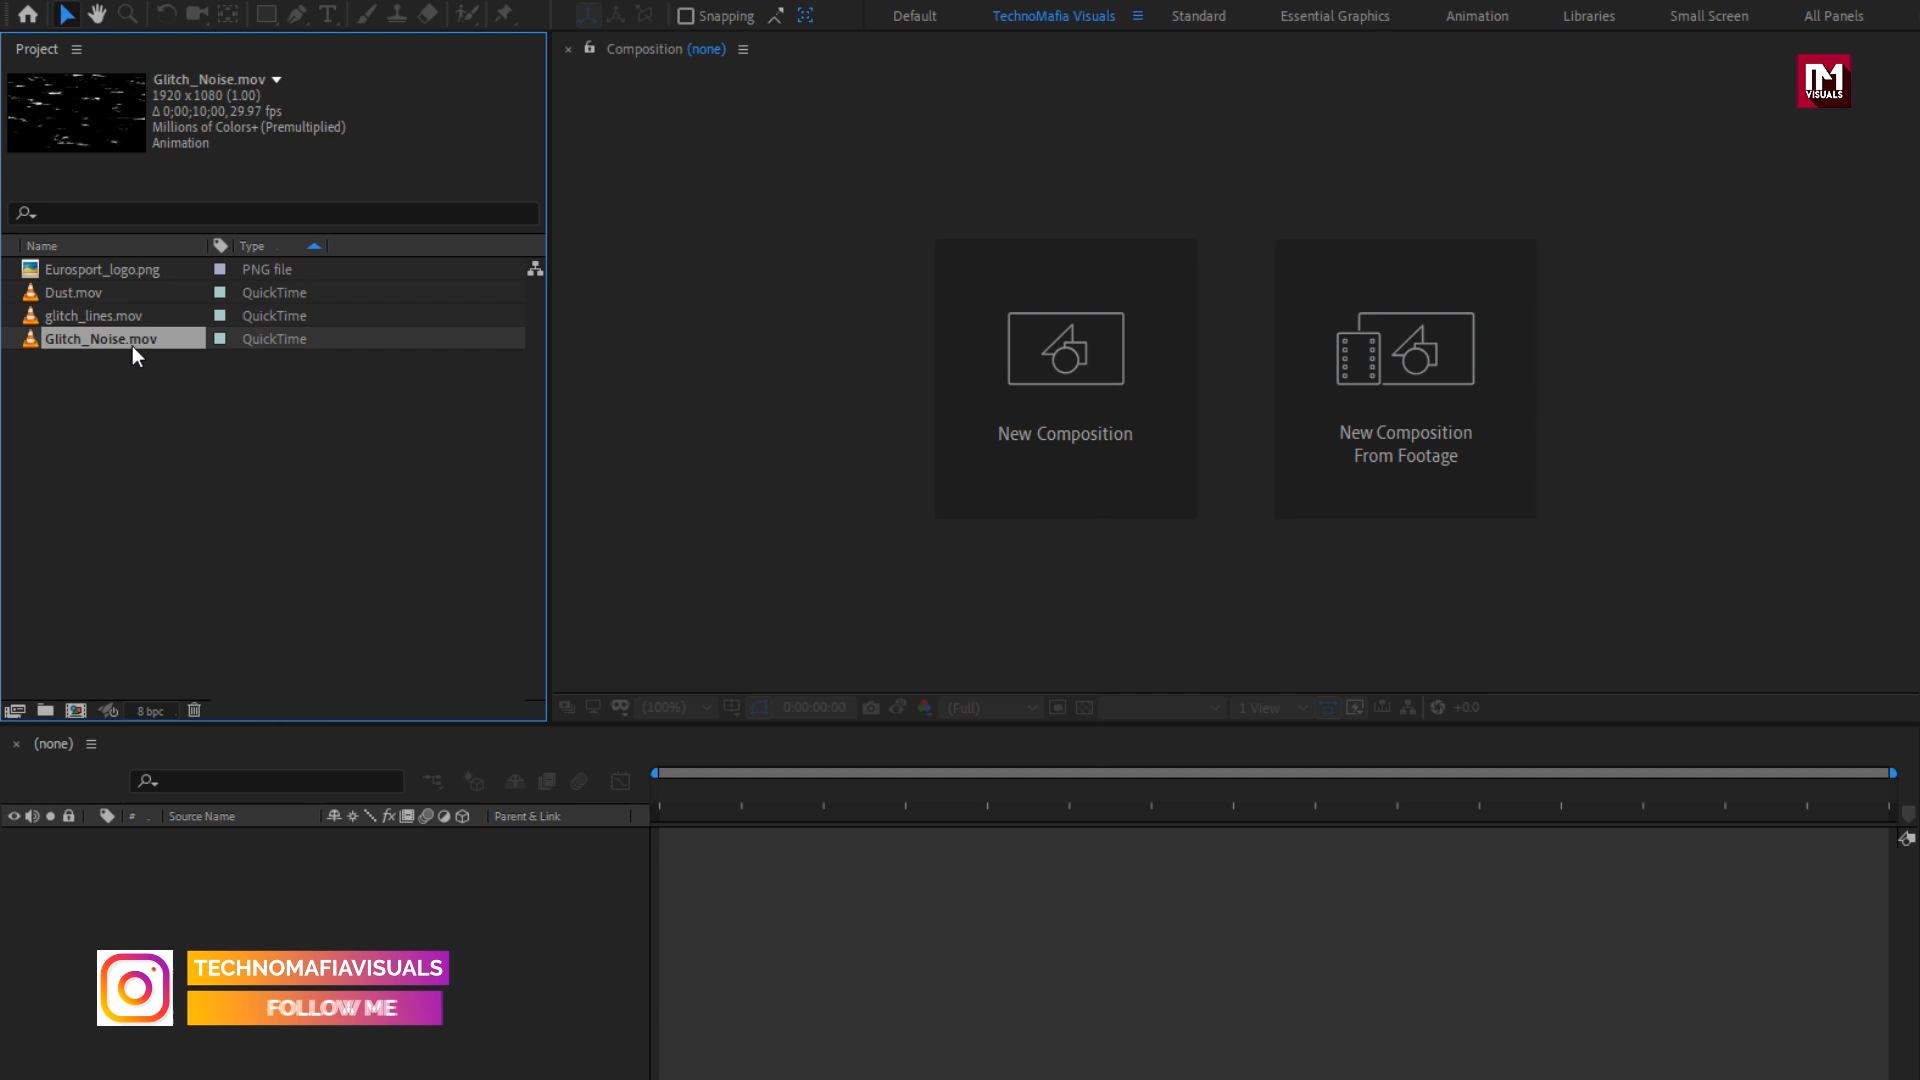 Snapping
Default
TechnoMafia Visuals
Standard
Essential Graphics
Animation
Libraries
Small Screen
All Panels
Project
Composition (none)
VISUALS
Glitch_Noise.mov
1920 x 1080 (1.00)
Δ 0;00;10;00, 29.97 fps
Millions of Colors+ (Premultiplied)
Animation
Name
Type
Eurosport_logo.png
PNG file
Dust.mov
QuickTime
glitch_lines.mov
QuickTime
Glitch_Noise.mov
QuickTime
New Composition
New Composition
From Footage
8 bpc
(100%)
0:00:00:00
(Full)
1 View
+0.0
(none)
#
Source Name
fx
Parent & Link
TECHNOMAFIAVISUALS
FOLLOW ME